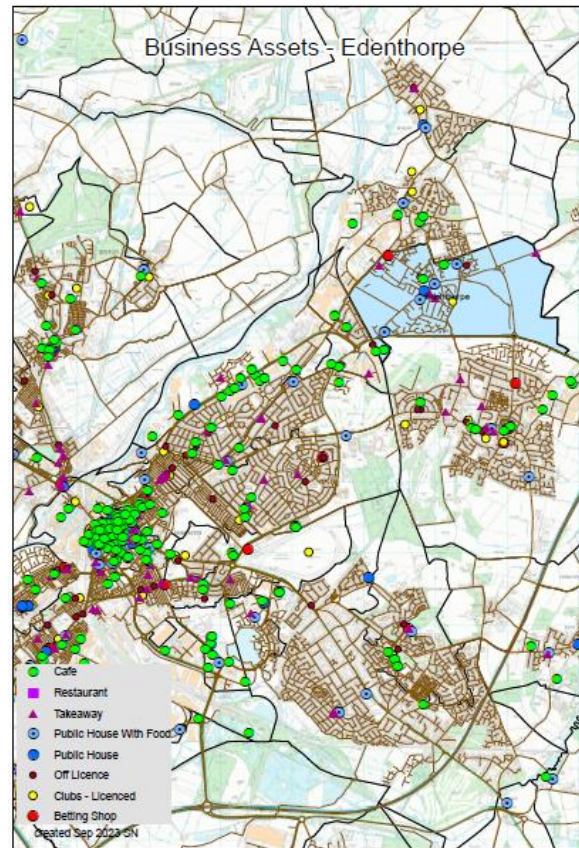 Business Assets - Edenthorpe
Edenthorpe
Cafe
Restaurant
Takeaway
Public House With Food
Public House
Off Licence
Clubs - Licenced
Betting Shop
created Sep 2023 SN